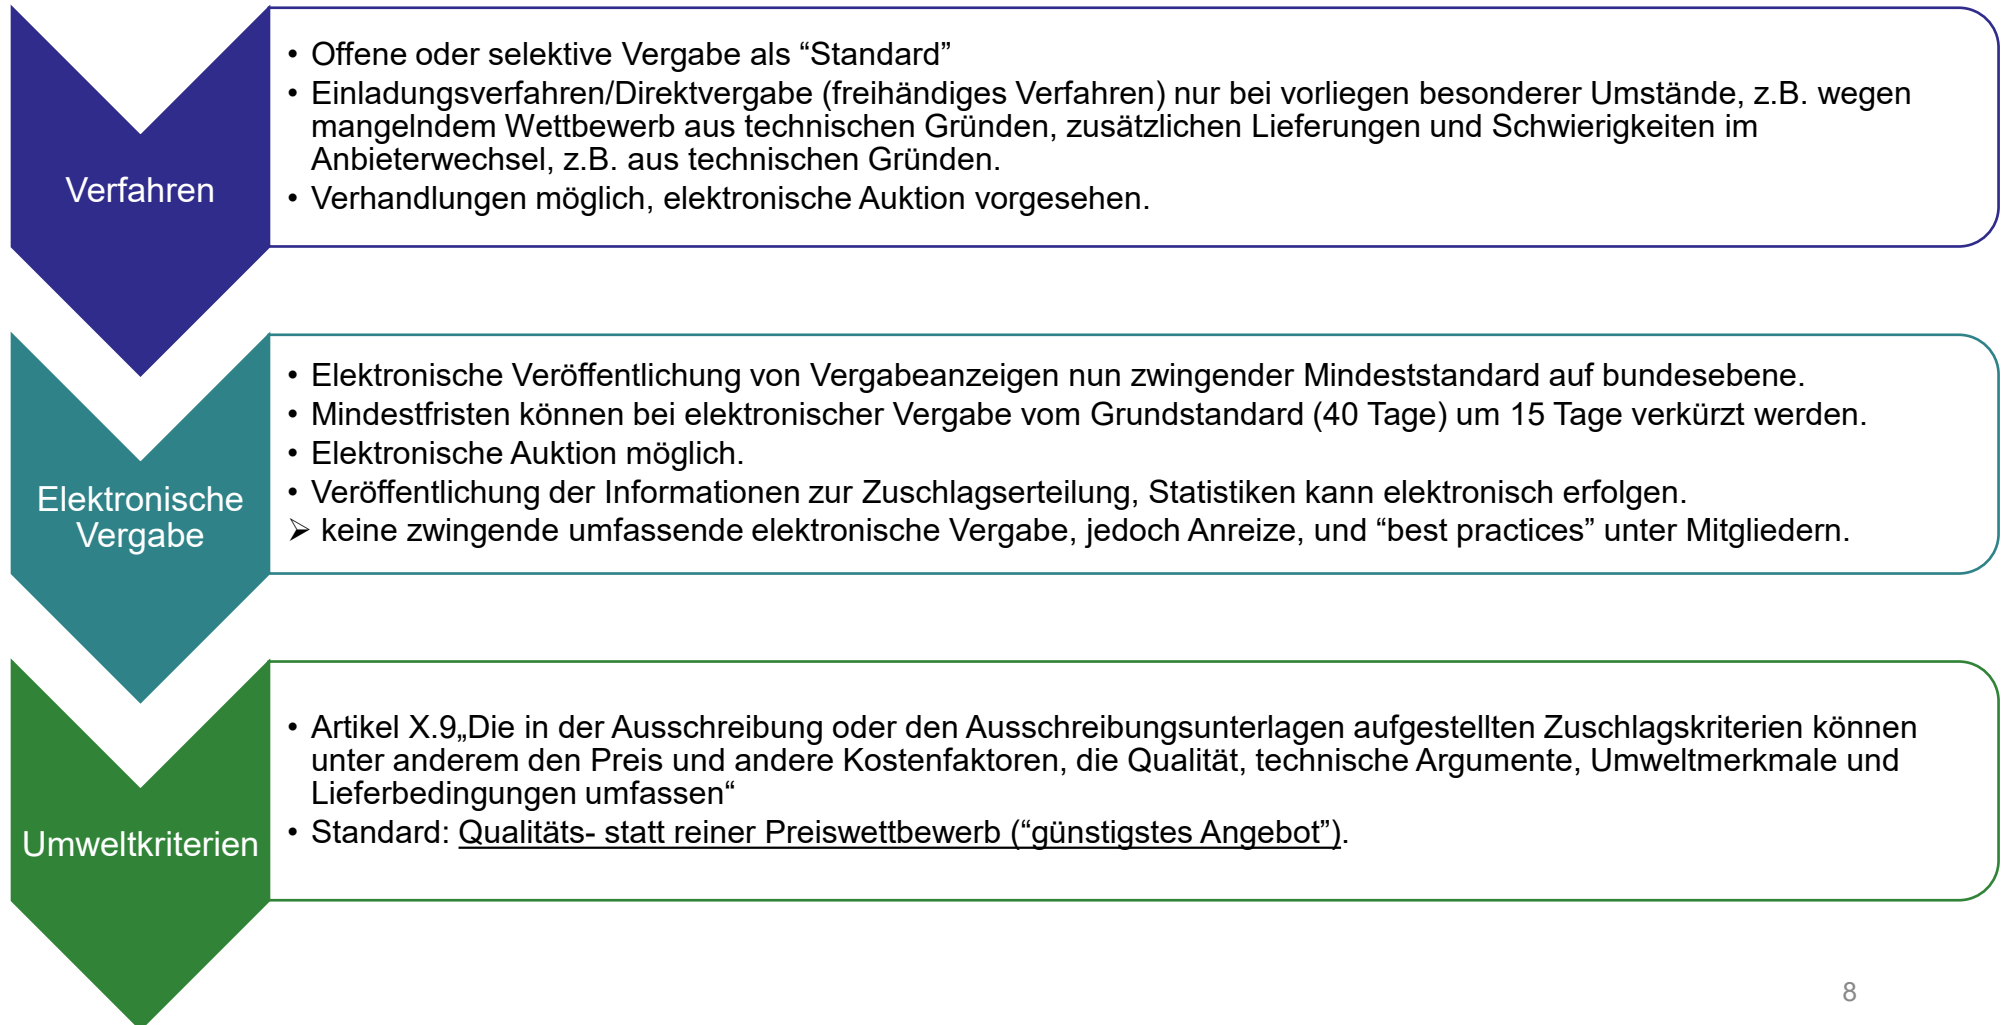 Verfahren
• Offene oder selektive Vergabe als “Standard”
• Einladungsverfahren/Direktvergabe (freihändiges Verfahren) nur bei vorliegen besonderer Umstände, z.B. wegen
mangelndem Wettbewerb aus technischen Gründen, zusätzlichen Lieferungen und Schwierigkeiten im
Anbieterwechsel, z.B. aus technischen Gründen.
• Verhandlungen möglich, elektronische Auktion vorgesehen.
Elektronische
Vergabe
• Elektronische Veröffentlichung von Vergabeanzeigen nun zwingender Mindeststandard auf bundesebene.
• Mindestfristen können bei elektronischer Vergabe vom Grundstandard (40 Tage) um 15 Tage verkürzt werden.
• Elektronische Auktion möglich.
• Veröffentlichung der Informationen zur Zuschlagserteilung, Statistiken kann elektronisch erfolgen.
➢ keine zwingende umfassende elektronische Vergabe, jedoch Anreize, und “best practices” unter Mitgliedern.
Umweltkriterien
• Artikel X.9„Die in der Ausschreibung oder den Ausschreibungsunterlagen aufgestellten Zuschlagskriterien können
unter anderem den Preis und andere Kostenfaktoren, die Qualität, technische Argumente, Umweltmerkmale und
Lieferbedingungen umfassen“
• Standard: Qualitäts- statt reiner Preiswettbewerb (“günstigstes Angebot”).
8